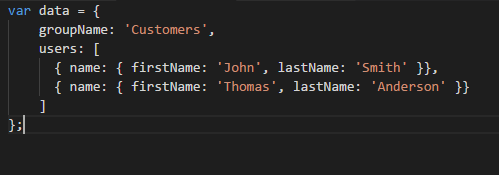 var data = {
    groupName: 'Customers',
    users: [
      { name: { firstName: 'John', lastName: 'Smith' }},
      { name: { firstName: 'Thomas', lastName: 'Anderson' }}
    ]
};